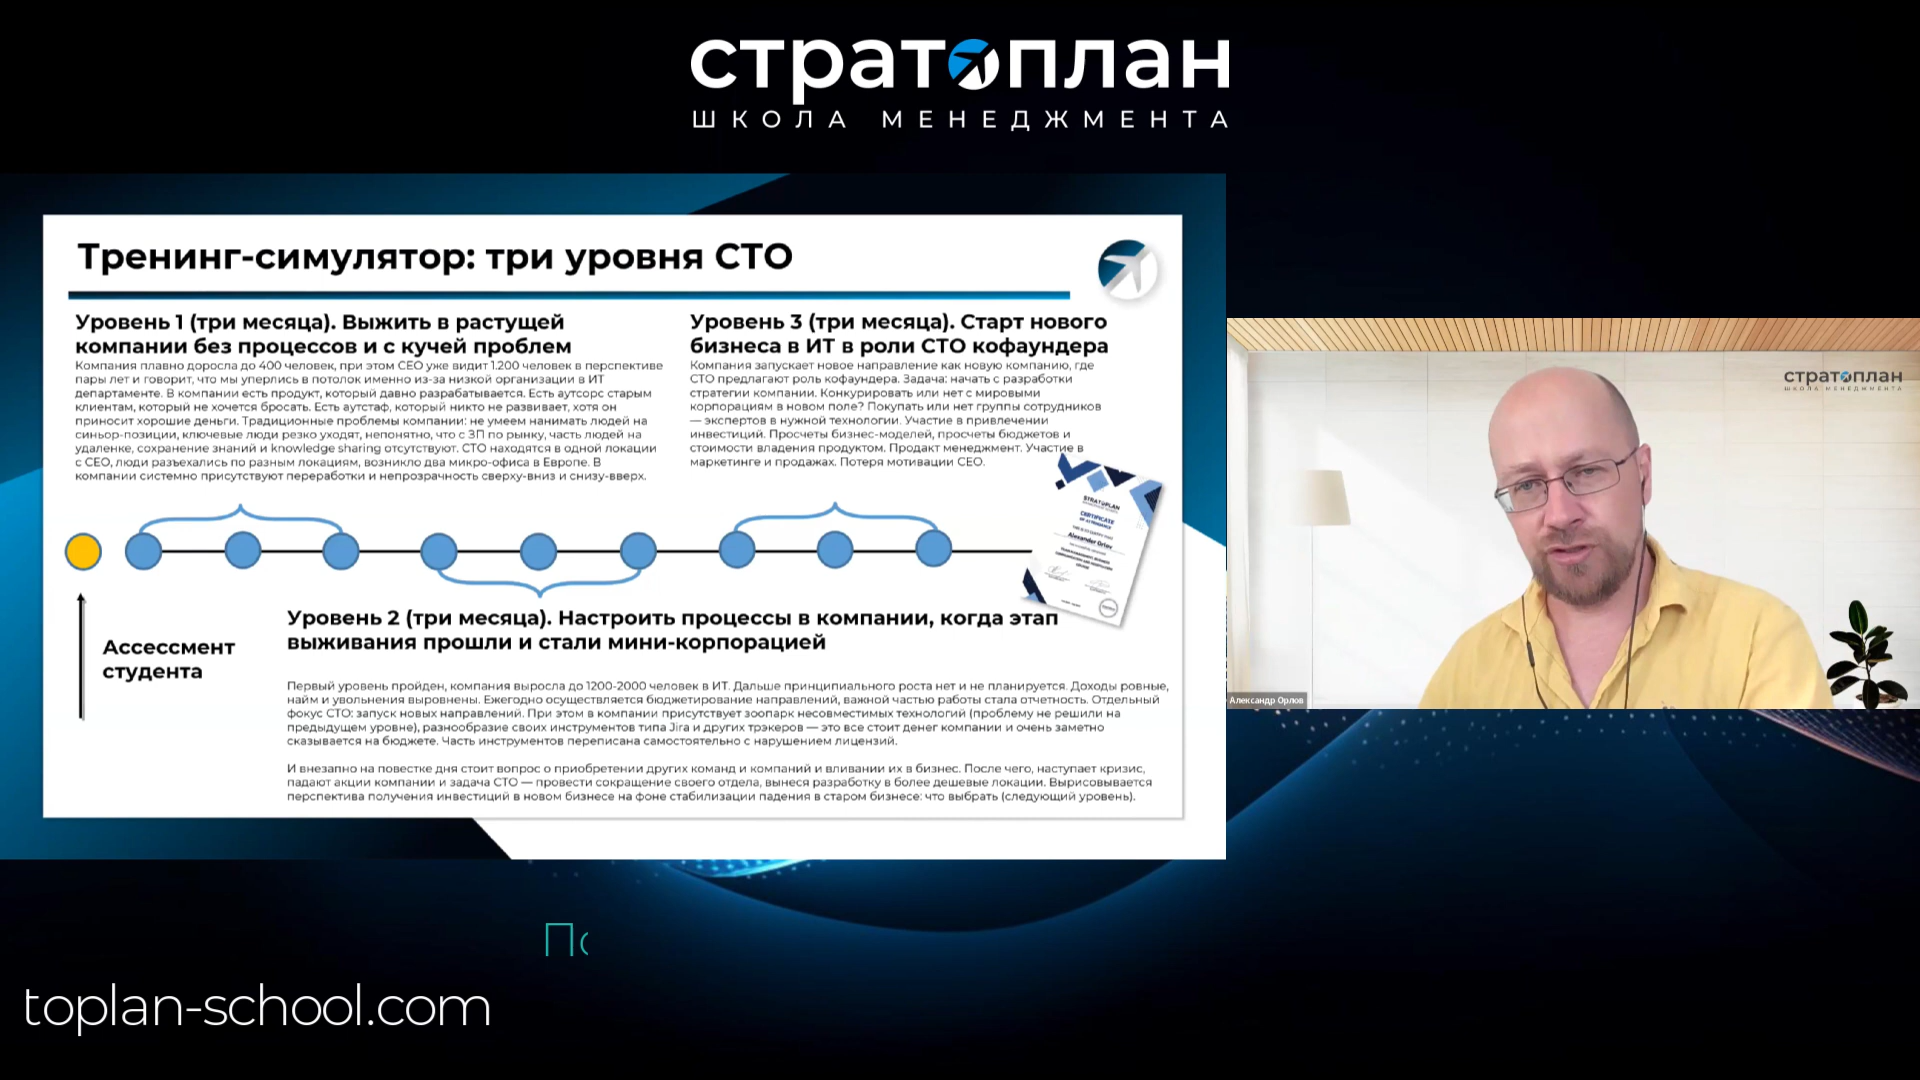 стратоплан
ШКОЛА МЕНЕДЖМЕНТА
Тренинг-симулятор: три уровня СТО
Уровень 1 (три месяца). Выжить в растущей
компании без процессов и с кучей проблем
Компания плавно доросла до 400 человек, при этом CEO уже видит 1.200 человек в перспективе
пары лет и говорит, что мы уперлись в потолок именно из-за низкой организации в ИТ
департаменте. В компании есть продукт, который давно разрабатывается. Есть аутсорс старым
клиентам, который не хочется бросать. Есть аутстаф, который никто не развивает, хотя он
приносит хорошие деньги. Традиционные проблемы компании: не умеем нанимать людей на
синьор-позиции, ключевые люди резко уходят, непонятно, что с ЗП по рынку, часть людей на
удаленке, сохранение знаний и knowledge sharing отсутствуют. СТО находятся в одной локации
с CEO, люди разъехались по разным локациям, возникло два микро-офиса в Европе. В
компании системно присутствуют переработки и непрозрачность сверху-вниз и снизу-вверх.
Уровень 3 (три месяца). Старт нового
бизнеса в ИТ в роли СТО кофаундера
Компания запускает новое направление как новую компанию, где
СТО предлагают роль кофаундера. Задача: начать с разработки
стратегии компании. Конкурировать или нет с мировыми
корпорациями в новом поле? Покупать или нет группы сотрудников
— экспертов в нужной технологии. Участие в привлечении
инвестиций. Просчеты бизнес-моделей, просчеты бюджетов и
стоимости владения продуктом. Продакт менеджмент. Участие в
маркетинге и продажах. Потеря мотивации CEO.
STRATOPLAN
CERTIFICATE
OF ATTENDANCE
Alexander Orlov
Ассессмент
студента
Уровень 2 (три месяца). Настроить процессы в компании, когда этап
выживания прошли и стали мини-корпорацией
Первый уровень пройден, компания выросла до 1200-2000 человек в ИТ. Дальше принципиального роста нет и не планируется. Доходы ровные,
найм и увольнения выровнены. Ежегодно осуществляется бюджетирование направлений, важной частью работы стала отчетность. Отдельный
фокус СТО: запуск новых направлений. При этом в компании присутствует зоопарк несовместимых технологий (проблему не решили на
предыдущем уровне), разнообразие своих инструментов типа Jira и других трэкеров — это все стоит денег компании и очень заметно
сказывается на бюджете. Часть инструментов переписана самостоятельно с нарушением лицензий.
И внезапно на повестке дня стоит вопрос о приобретении других команд и компаний и вливании их в бизнес. После чего, наступает кризис,
падают акции компании и задача СТО — провести сокращение своего отдела, вынеся разработку в более дешевые локации. Вырисовывается
перспектива получения инвестиций в новом бизнесе на фоне стабилизации падения в старом бизнесе: что выбрать (следующий уровень).
стратоплан
ШКОЛА МЕНЕДЖМЕНТА
Александр Орлов
По
toplan-school.com